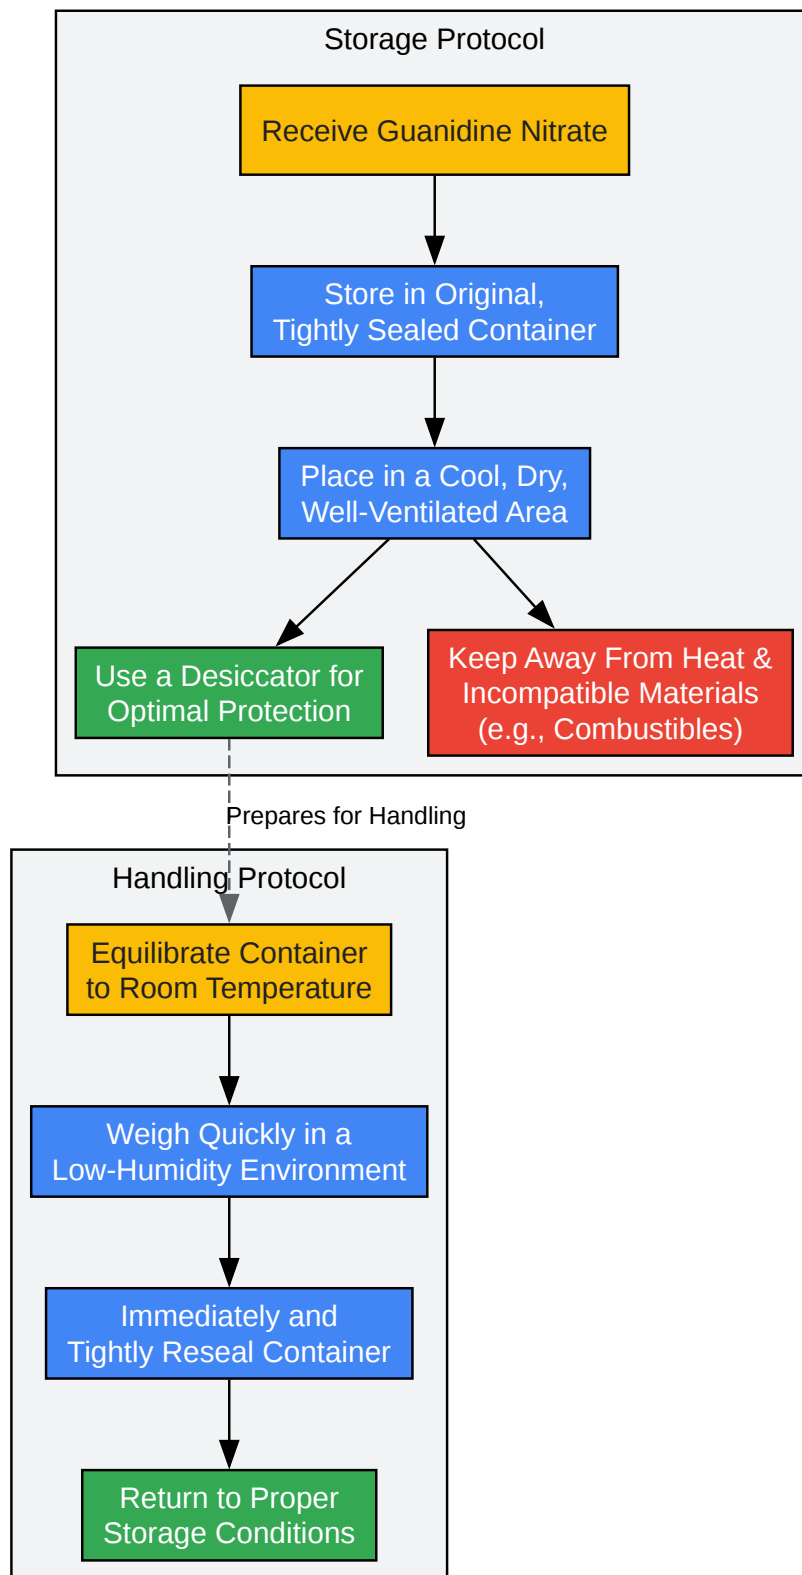 Storage Protocol
Receive Guanidine Nitrate
Store in Original,
Tightly Sealed Container
Place in a Cool, Dry,
Well-Ventilated Area
Use a Desiccator for
Optimal Protection
Keep Away From Heat &
Incompatible Materials
(e.g., Combustibles)
Prepares for Handling
Handling Protocol
Equilibrate Container
to Room Temperature
Weigh Quickly in a
Low-Humidity Environment
Immediately and
Tightly Reseal Container
Return to Proper
Storage Conditions